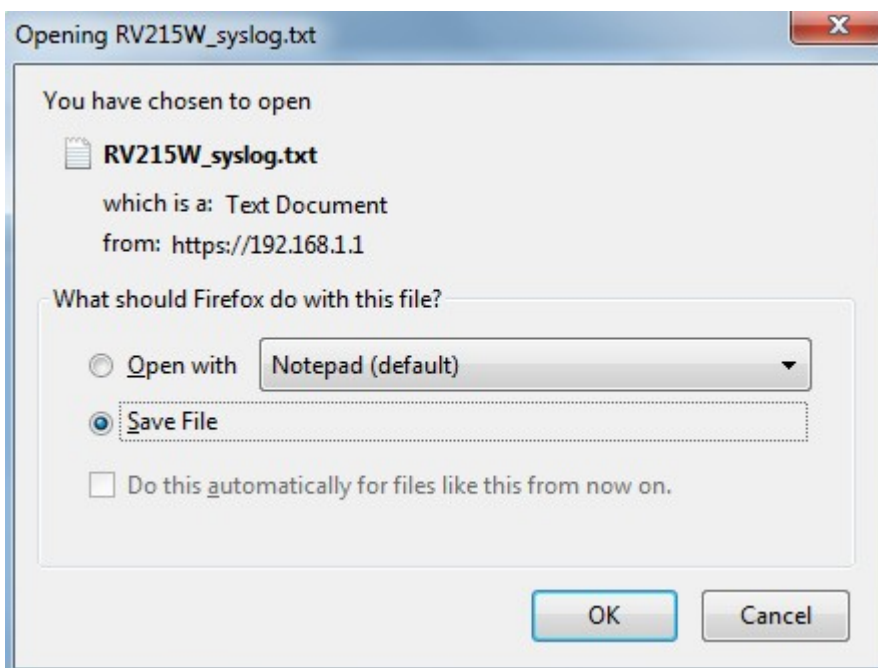 Opening RV215W_syslog.txt
X
You have chosen to open
RV215W_syslog.txt
which is a: Text Document
from: https://192.168.1.1
What should Firefox do with this file?
Open with Notepad (default)
Save File
Do this automatically for files like this from now on.
OK Cancel